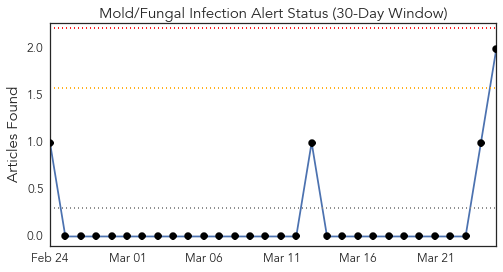 Mold/Fungal Infection Alert Status (30-Day Window)
Articles Found
2.0
1.5
1.0
0.5
0.0
Feb 24
Mar 01
Mar 06
Mar 11
Mar 16
Mar 21